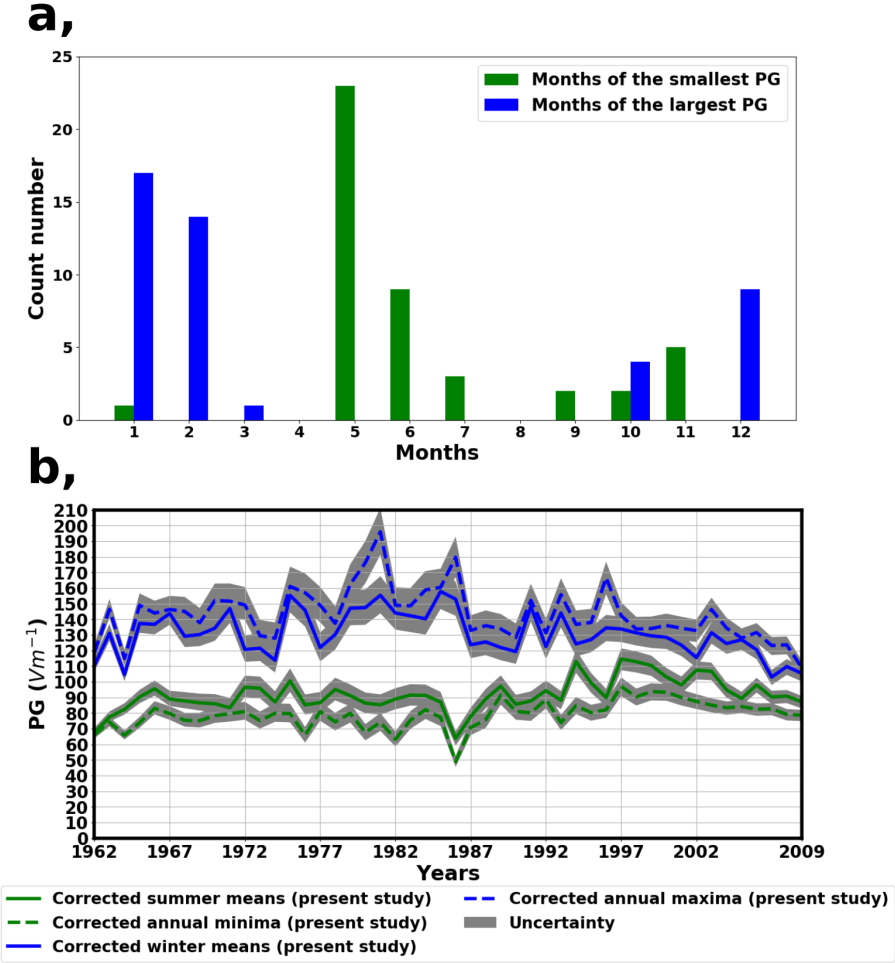 a,
25
20
15
10
5
0
Count number
Months of the smallest PG
Months of the largest PG
1 2 3 4 5 6 7 8 9 10 11 12
Months
b,
210
200
190
180
170
160
150
140
130
120
110
100
90
80
70
60
50
40
30
20
10
0
PG (Vm⁻¹)
1962 1967 1972 1977 1982 1987 1992 1997 2002 2009
Years
Corrected summer means (present study)
Corrected annual minima (present study)
Corrected winter means (present study)
Corrected annual maxima (present study)
Uncertainty